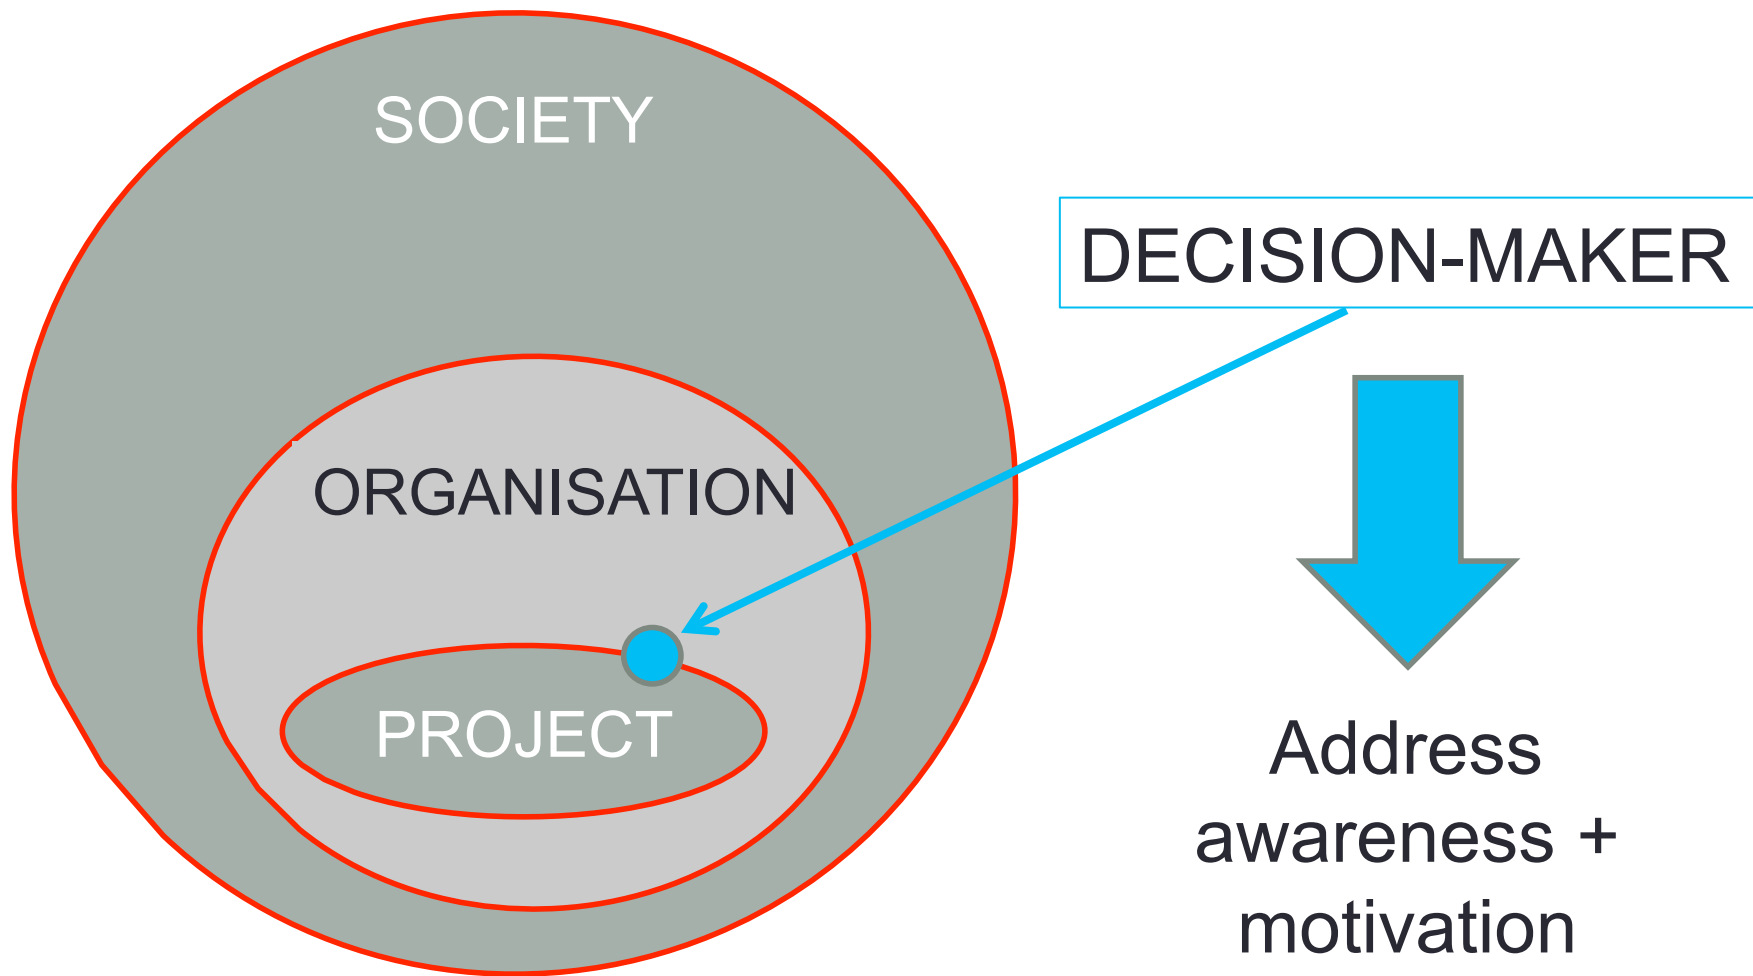 SOCIETY
DECISION-MAKER
ORGANISATION
PROJECT
Address
awareness +
motivation